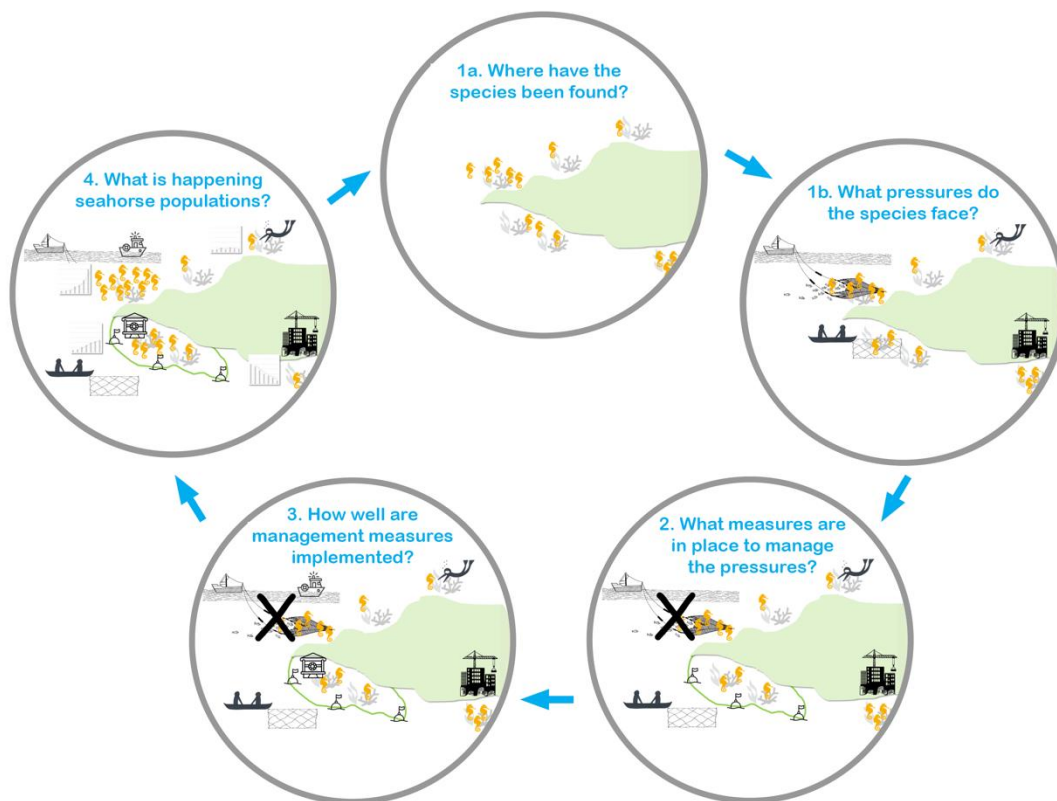 1a. Where have the
species been found?
1b. What pressures do
the species face?
2. What measures are
in place to manage
the pressures?
3. How well are
management measures
implemented?
4. What is happening
seahorse populations?